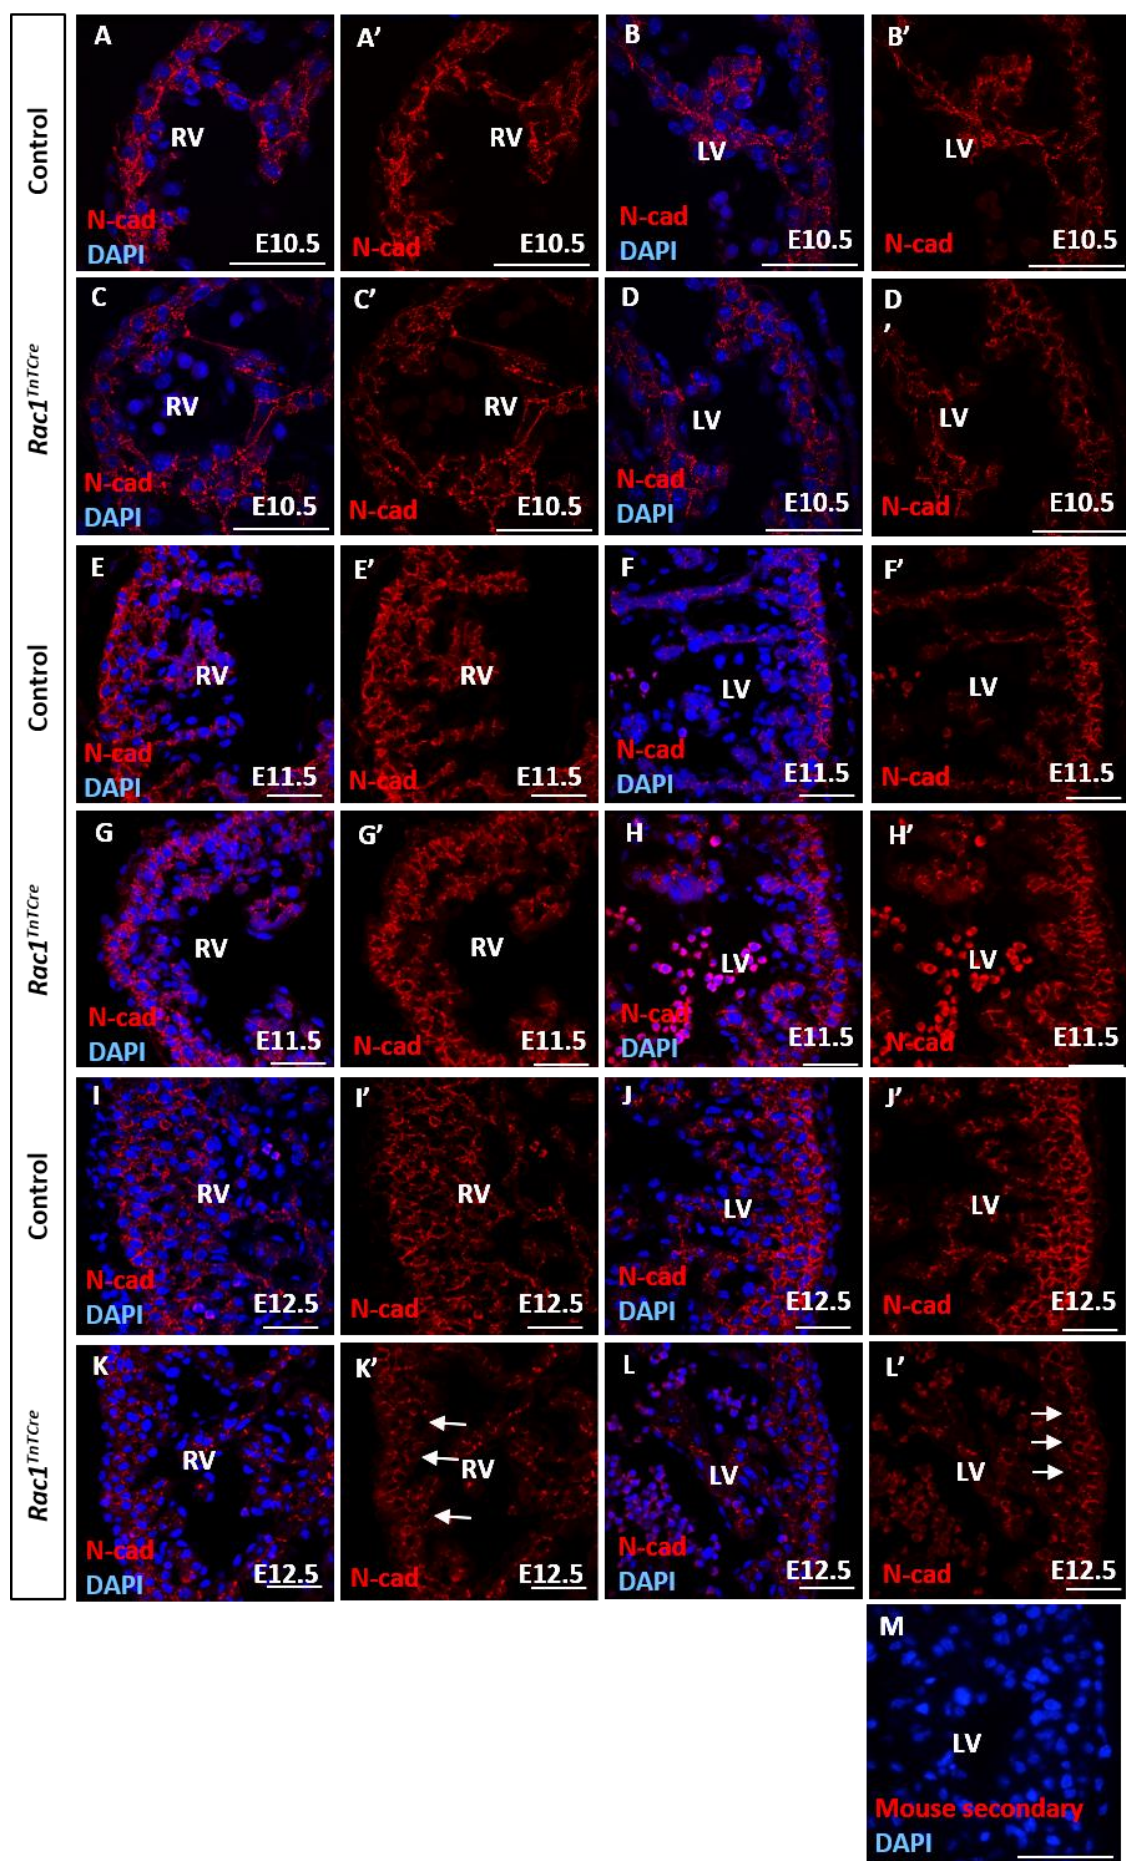 Control
A
RV
N-cad
DAPI
E10.5
A’
RV
N-cad
E10.5
B
LV
N-cad
DAPI
E10.5
B’
LV
N-cad
E10.5
Rac1TnTCre
C
RV
N-cad
DAPI
E10.5
C’
RV
N-cad
E10.5
D
LV
N-cad
DAPI
E10.5
D
’
LV
N-cad
E10.5
Control
E
RV
N-cad
DAPI
E11.5
E’
RV
N-cad
E11.5
F
LV
N-cad
DAPI
E11.5
F’
LV
N-cad
E11.5
Rac1TnTCre
G
RV
N-cad
DAPI
E11.5
G’
RV
N-cad
E11.5
H
LV
N-cad
DAPI
E11.5
H’
LV
N-cad
E11.5
Control
I
RV
N-cad
DAPI
E12.5
I’
RV
N-cad
E12.5
J
LV
N-cad
DAPI
E12.5
J’
LV
N-cad
E12.5
Rac1TnTCre
K
RV
N-cad
DAPI
E12.5
K’
RV
N-cad
E12.5
L
LV
N-cad
DAPI
E12.5
L’
LV
N-cad
E12.5
M
LV
Mouse secondary
DAPI